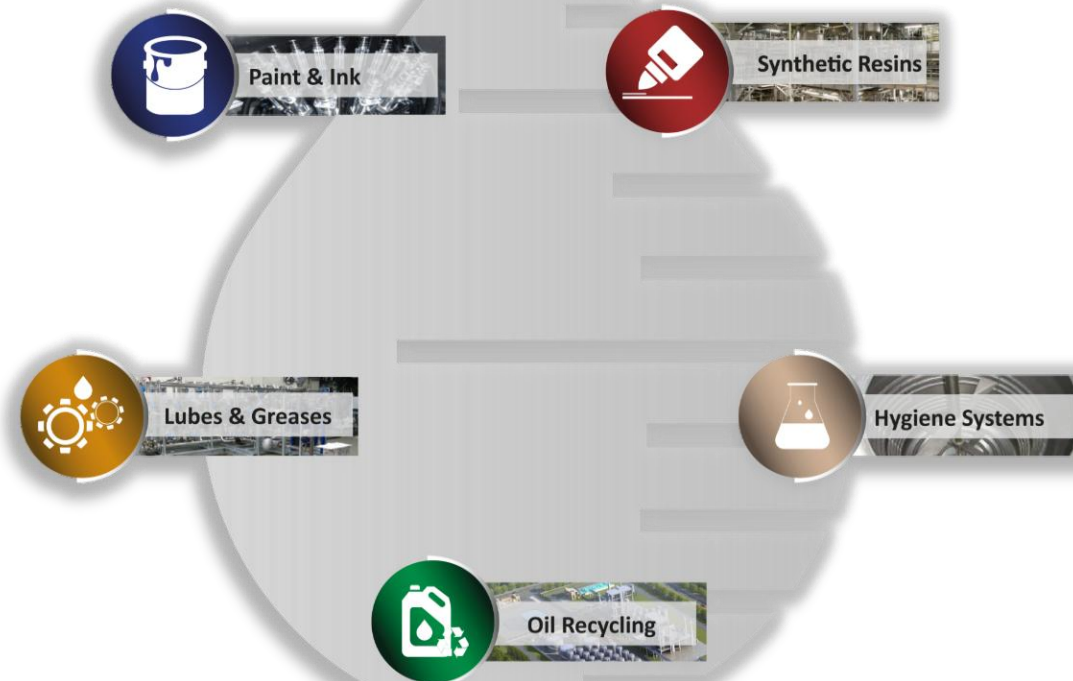 Paint & Ink
Synthetic Resins
Lubes & Greases
Hygiene Systems
Oil Recycling